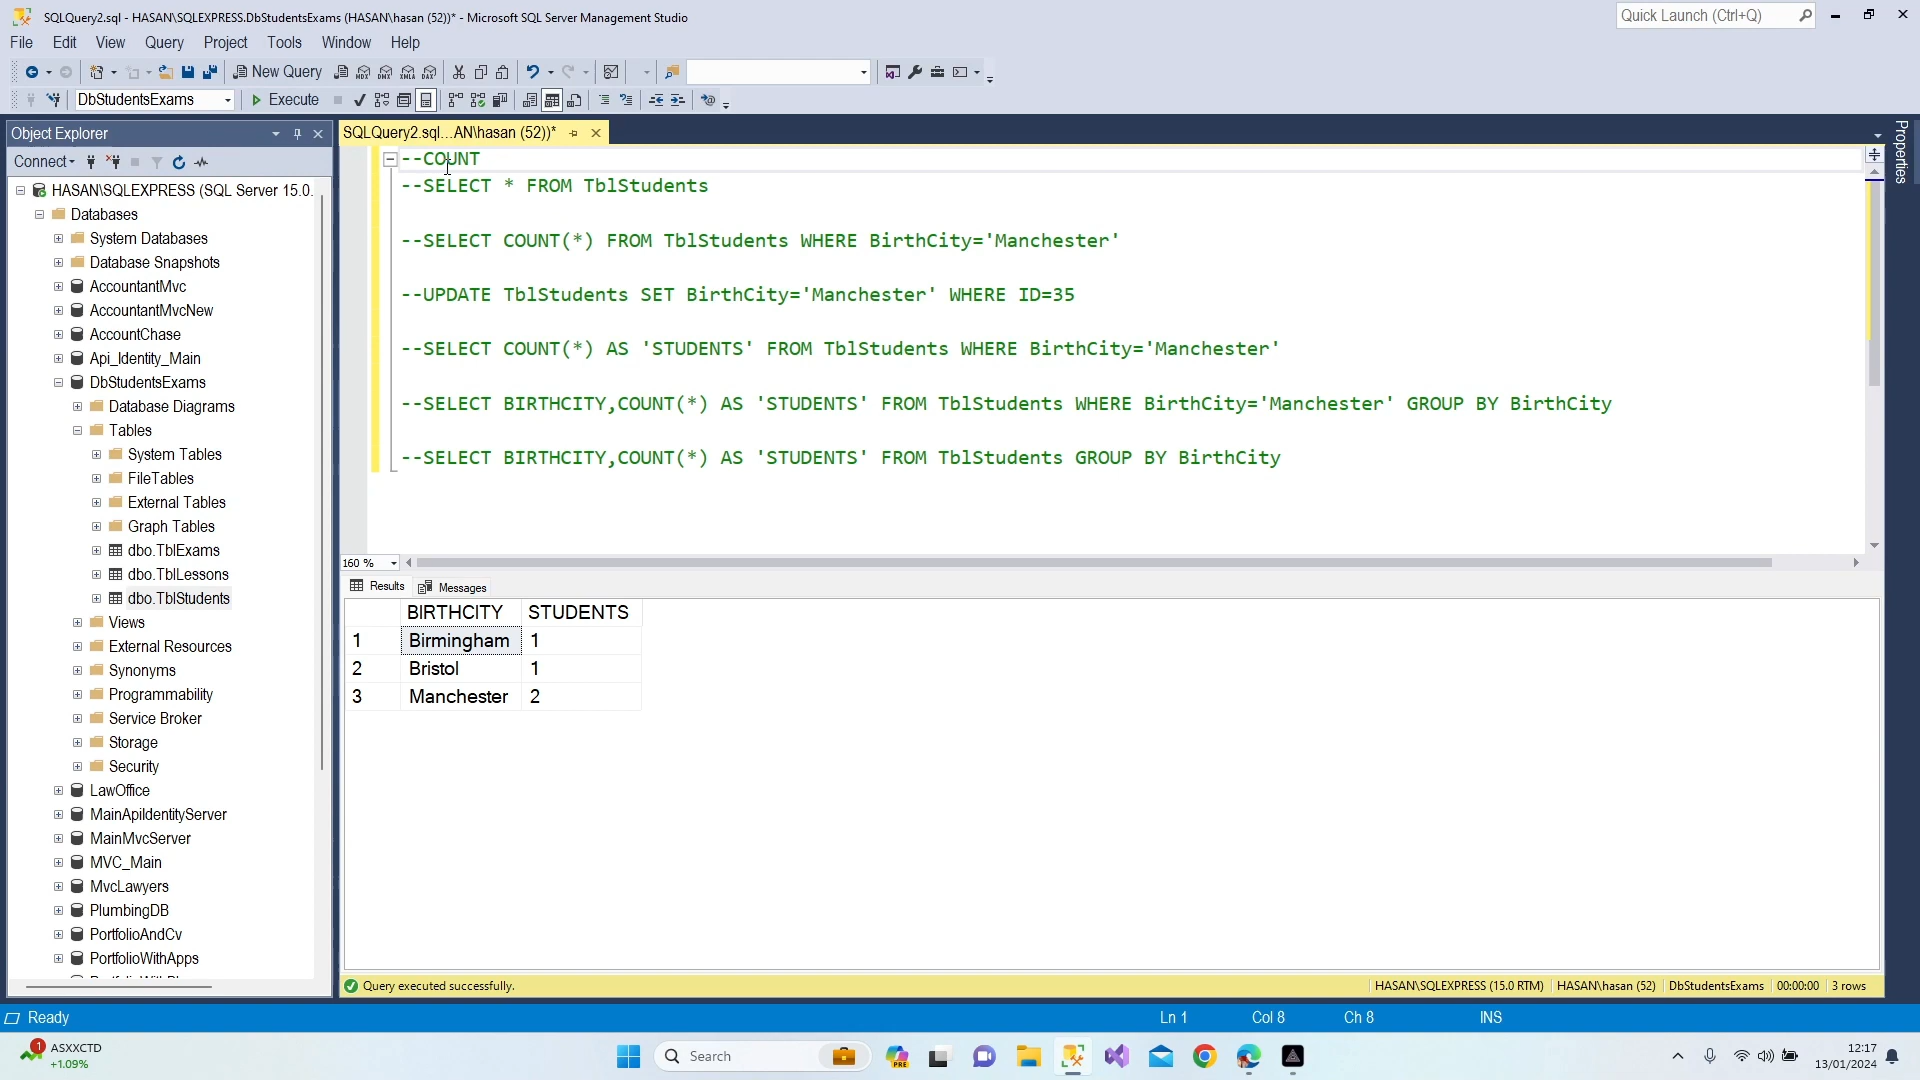 SQLQuery2.sql - HASAN\SQLEXPRESS.DbStudentsExams (HASAN\hasan (52))* - Microsoft SQL Server Management Studio
Quick Launch (Ctrl+Q)
File Edit View Query Project Tools Window Help
New Query
MDX DMX XMLA DAX
DbStudentsExams
Execute
Object Explorer
SQLQuery2.sql...AN\hasan (52))*
Properties
Connect
HASAN\SQLEXPRESS (SQL Server 15.0.
Databases
System Databases
Database Snapshots
AccountantMvc
AccountantMvcNew
AccountChase
Api_Identity_Main
DbStudentsExams
Database Diagrams
Tables
System Tables
FileTables
External Tables
Graph Tables
dbo.TblExams
dbo.TblLessons
dbo.TblStudents
Views
External Resources
Synonyms
Programmability
Service Broker
Storage
Security
LawOffice
MainApiIdentityServer
MainMvcServer
MVC_Main
MvcLawyers
PlumbingDB
PortfolioAndCv
PortfolioWithApps
--COUNT
--SELECT * FROM TblStudents
--SELECT COUNT(*) FROM TblStudents WHERE BirthCity='Manchester'
--UPDATE TblStudents SET BirthCity='Manchester' WHERE ID=35
--SELECT COUNT(*) AS 'STUDENTS' FROM TblStudents WHERE BirthCity='Manchester'
--SELECT BIRTHCITY,COUNT(*) AS 'STUDENTS' FROM TblStudents WHERE BirthCity='Manchester' GROUP BY BirthCity
--SELECT BIRTHCITY,COUNT(*) AS 'STUDENTS' FROM TblStudents GROUP BY BirthCity
160 %
Results Messages
BIRTHCITY STUDENTS
1 Birmingham 1
2 Bristol 1
3 Manchester 2
Query executed successfully.
HASAN\SQLEXPRESS (15.0 RTM) HASAN\hasan (52) DbStudentsExams 00:00:00 3 rows
Ready
Ln 1 Col 8 Ch 8 INS
1
ASXXCTD
+1.09%
Search
PRE
12:17
13/01/2024